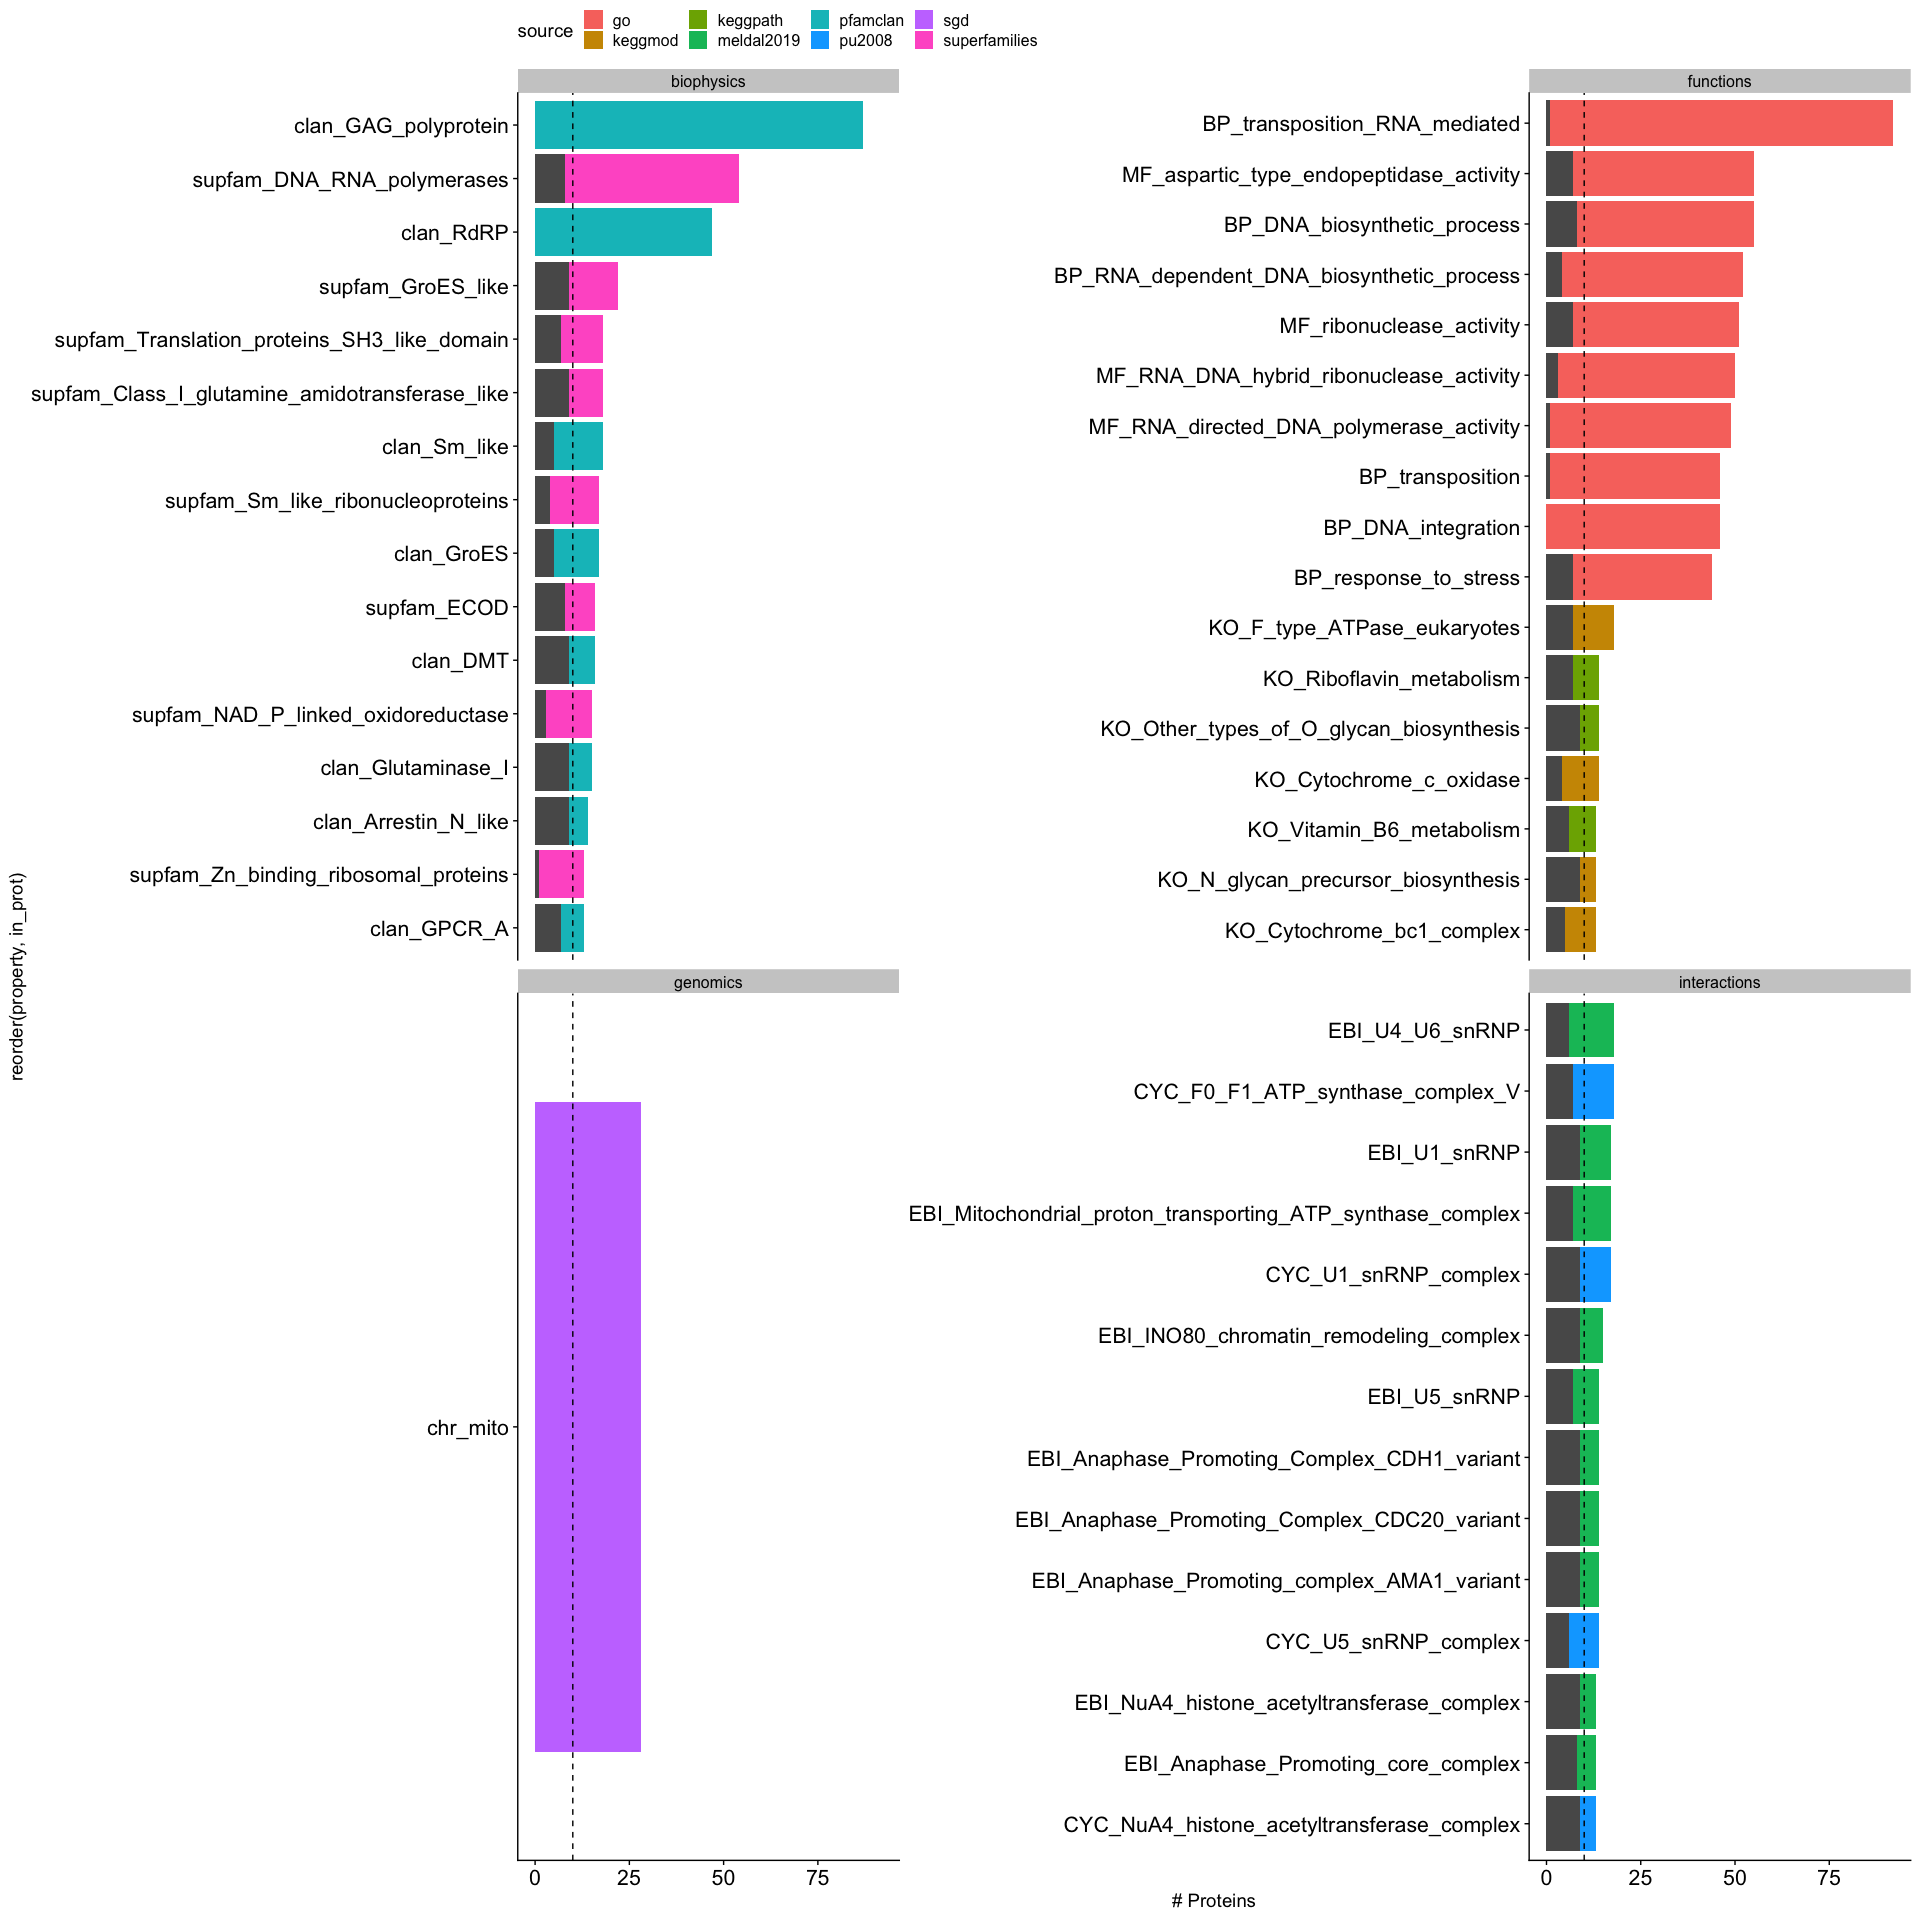 source
go
keggpath
pfamclan
sgd
keggmod
meldal2019
pu2008
superfamilies
biophysics
clan_GAG_polyprotein
supfam_DNA_RNA_polymerases
clan_RdRP
supfam_GroES_like
supfam_Translation_proteins_SH3_like_domain
supfam_Class_I_glutamine_amidotransferase_like
clan_Sm_like
supfam_Sm_like_ribonucleoproteins
clan_GroES
supfam_ECOD
clan_DMT
supfam_NAD_P_linked_oxidoreductase
clan_Glutaminase_I
clan_Arrestin_N_like
supfam_Zn_binding_ribosomal_proteins
clan_GPCR_A
functions
BP_transposition_RNA_mediated
MF_aspartic_type_endopeptidase_activity
BP_DNA_biosynthetic_process
BP_RNA_dependent_DNA_biosynthetic_process
MF_ribonuclease_activity
MF_RNA_DNA_hybrid_ribonuclease_activity
MF_RNA_directed_DNA_polymerase_activity
BP_transposition
BP_DNA_integration
BP_response_to_stress
KO_F_type_ATPase_eukaryotes
KO_Riboflavin_metabolism
KO_Other_types_of_O_glycan_biosynthesis
KO_Cytochrome_c_oxidase
KO_Vitamin_B6_metabolism
KO_N_glycan_precursor_biosynthesis
KO_Cytochrome_bc1_complex
reorder(property, in_prot)
genomics
chr_mito
0 25 50 75
interactions
EBI_U4_U6_snRNP
CYC_F0_F1_ATP_synthase_complex_V
EBI_U1_snRNP
EBI_Mitochondrial_proton_transporting_ATP_synthase_complex
CYC_U1_snRNP_complex
EBI_INO80_chromatin_remodeling_complex
EBI_U5_snRNP
EBI_Anaphase_Promoting_Complex_CDH1_variant
EBI_Anaphase_Promoting_Complex_CDC20_variant
EBI_Anaphase_Promoting_complex_AMA1_variant
CYC_U5_snRNP_complex
EBI_NuA4_histone_acetyltransferase_complex
EBI_Anaphase_Promoting_core_complex
CYC_NuA4_histone_acetyltransferase_complex
0 25 50 75
# Proteins